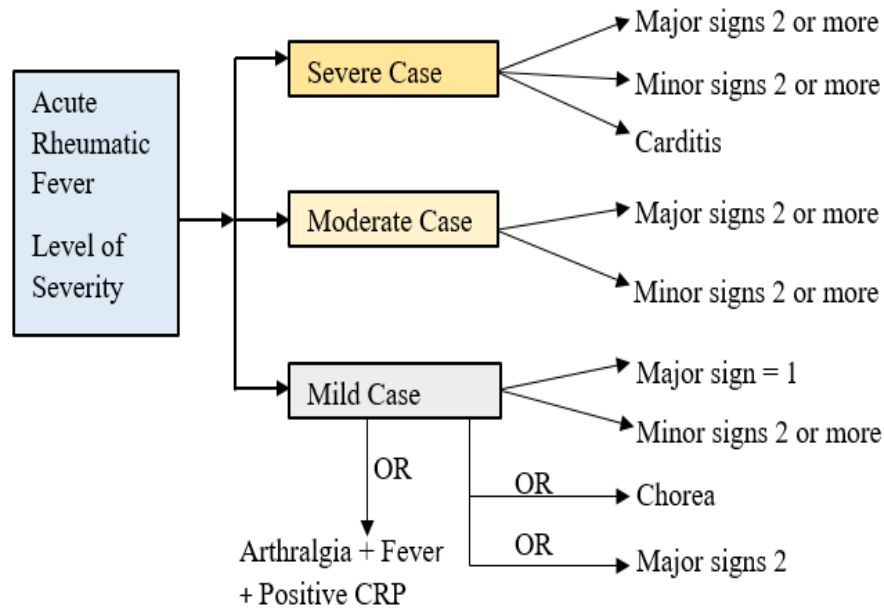 Acute
Rheumatic
Fever
Level of
Severity
Severe Case
Major signs 2 or more
Minor signs 2 or more
Carditis
Moderate Case
Major signs 2 or more
Minor signs 2 or more
Mild Case
Major sign = 1
Minor signs 2 or more
OR
OR
Chorea
OR
Major signs 2
Arthralgia + Fever
+ Positive CRP